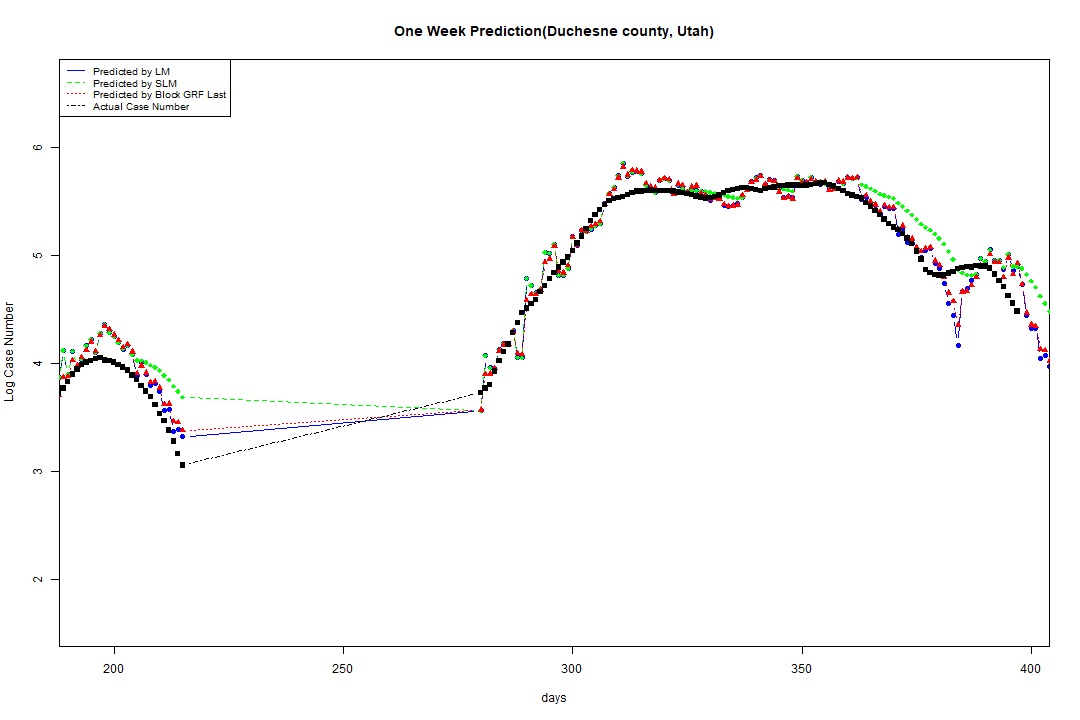 One Week Prediction(Duchesne county, Utah)
Predicted by LM
Predicted by SLM
Predicted by Block GRF Last
Actual Case Number
6
5
4
3
2
Log Case Number
200
250
300
350
400
days